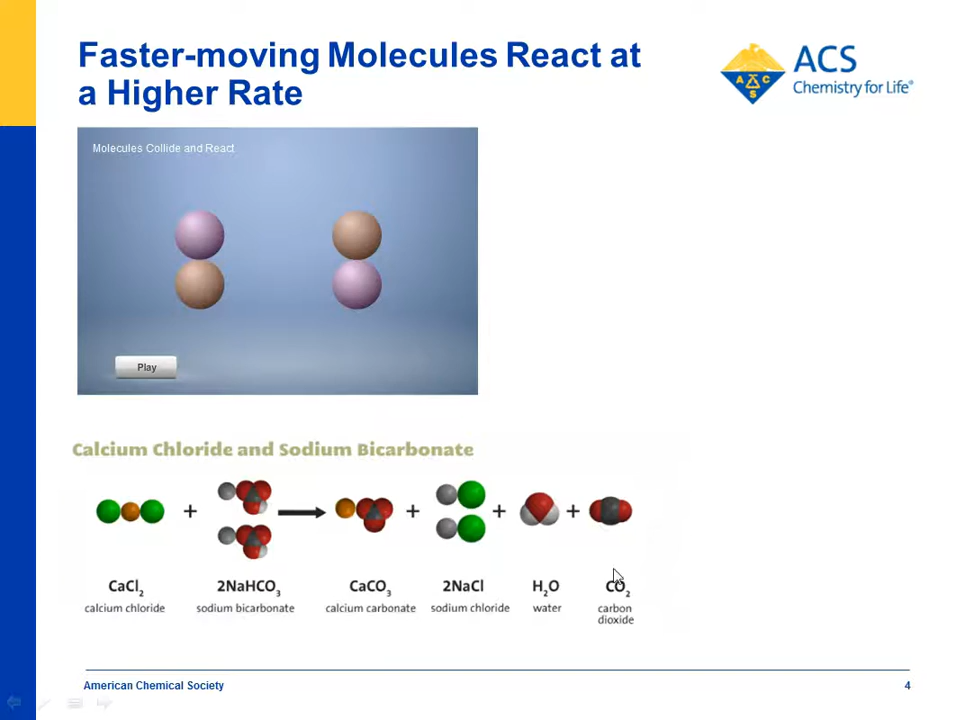 Faster-moving Molecules React at
a Higher Rate
ACS
Chemistry for Life®
A C S
Molecules Collide and React
Play
Calcium Chloride and Sodium Bicarbonate
+ + + +
CaCl₂ 2NaHCO₃ CaCO₃ 2NaCl H₂O CO₂
calcium chloride sodium bicarbonate calcium carbonate sodium chloride water carbon
dioxide
American Chemical Society 4